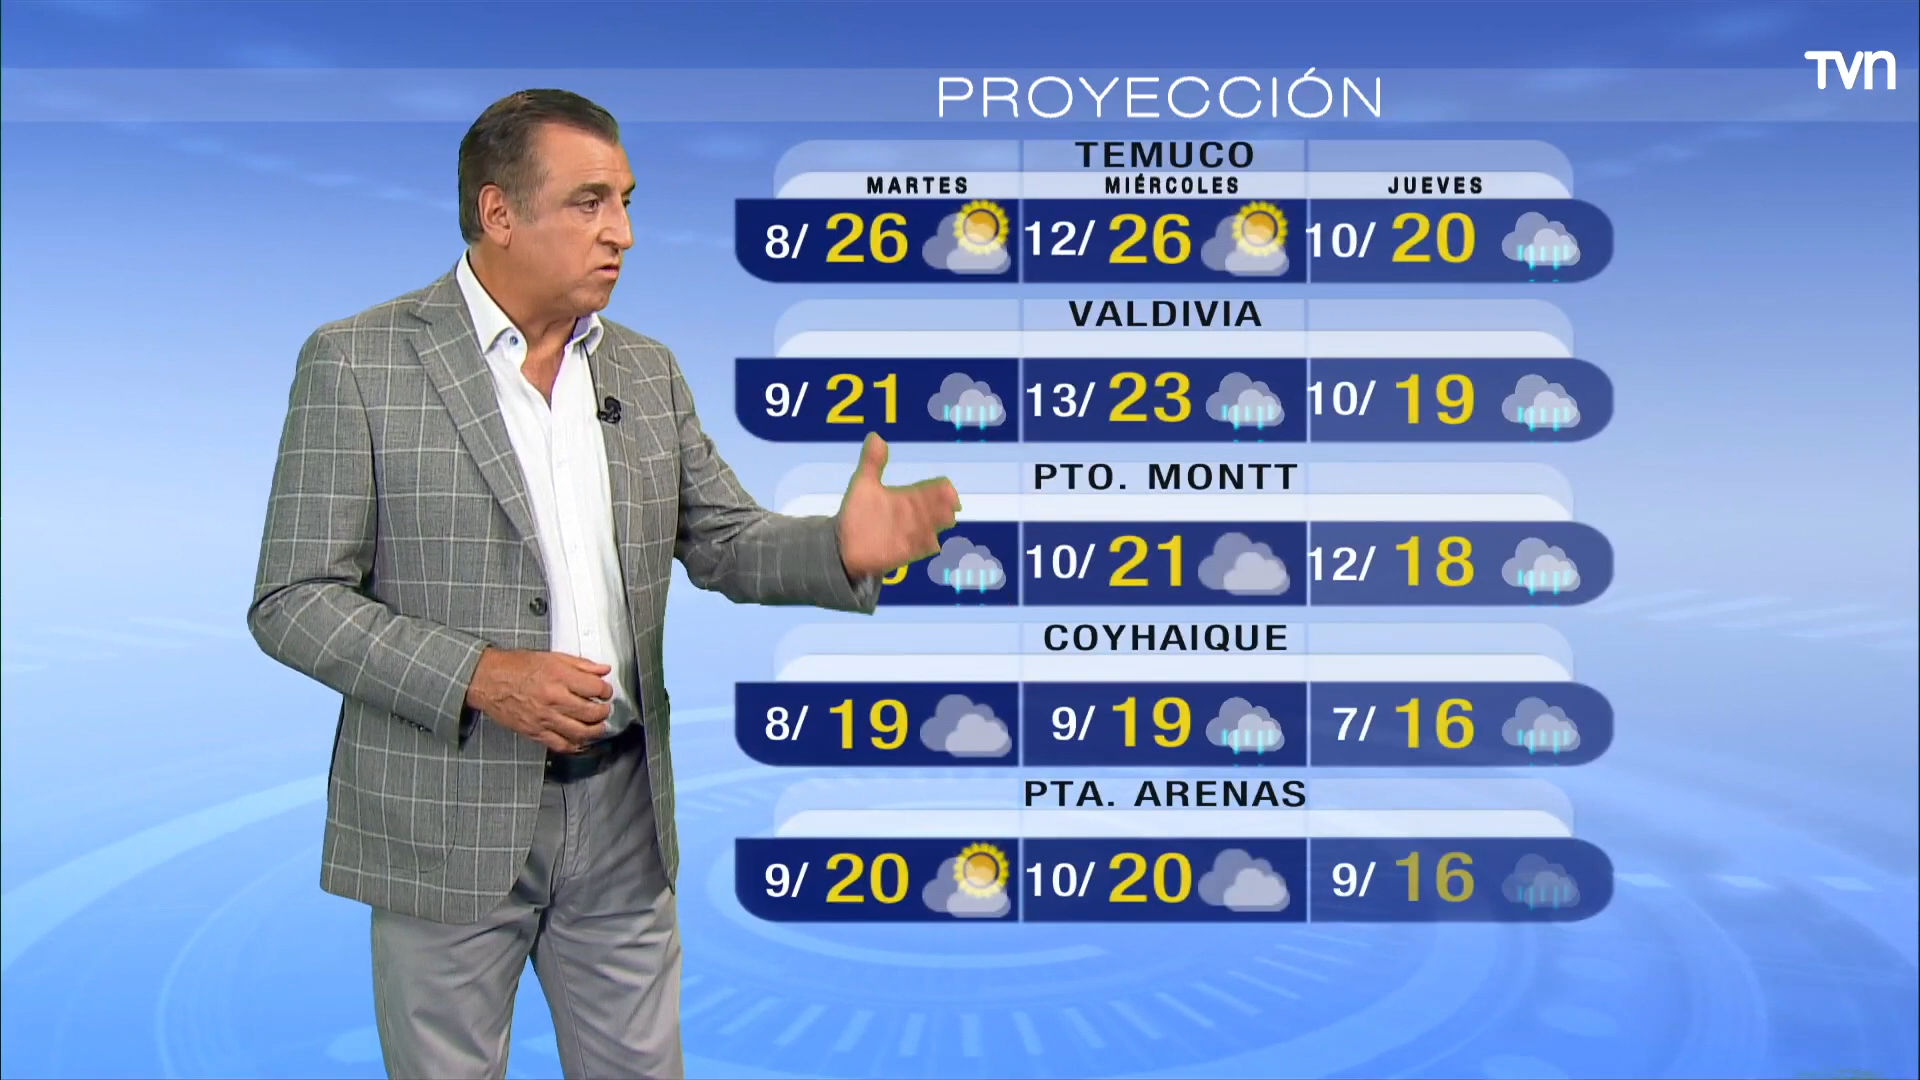 TVN
PROYECCIÓN
TEMUCO
MARTES MIÉRCOLES JUEVES
8/ 26 12/ 26 10/ 20
VALDIVIA
9/ 21 13/ 23 10/ 19
PTO. MONTT
10/ 21 12/ 18
COYHAIQUE
8/ 19 9/ 19 7/ 16
PTA. ARENAS
9/ 20 10/ 20 9/ 16